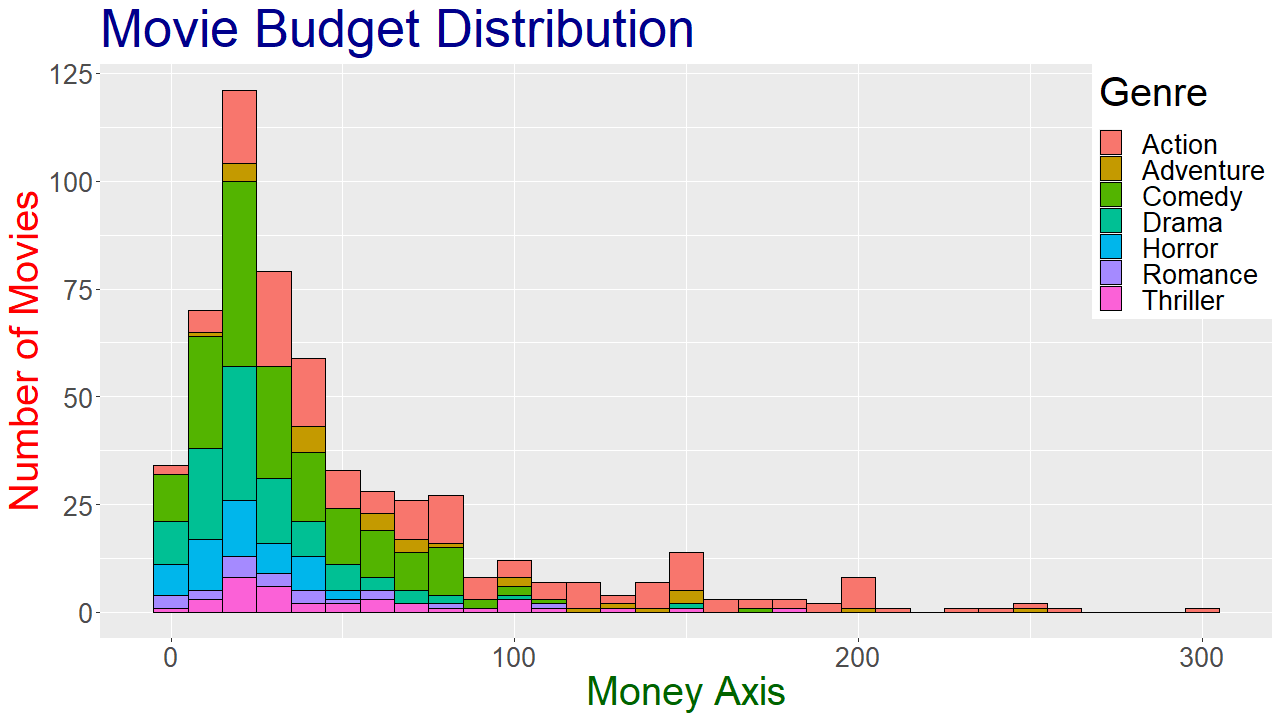 Movie Budget Distribution
Number of Movies
125
100
75
50
25
0
0
100
200
300
Money Axis
Genre
Action
Adventure
Comedy
Drama
Horror
Romance
Thriller